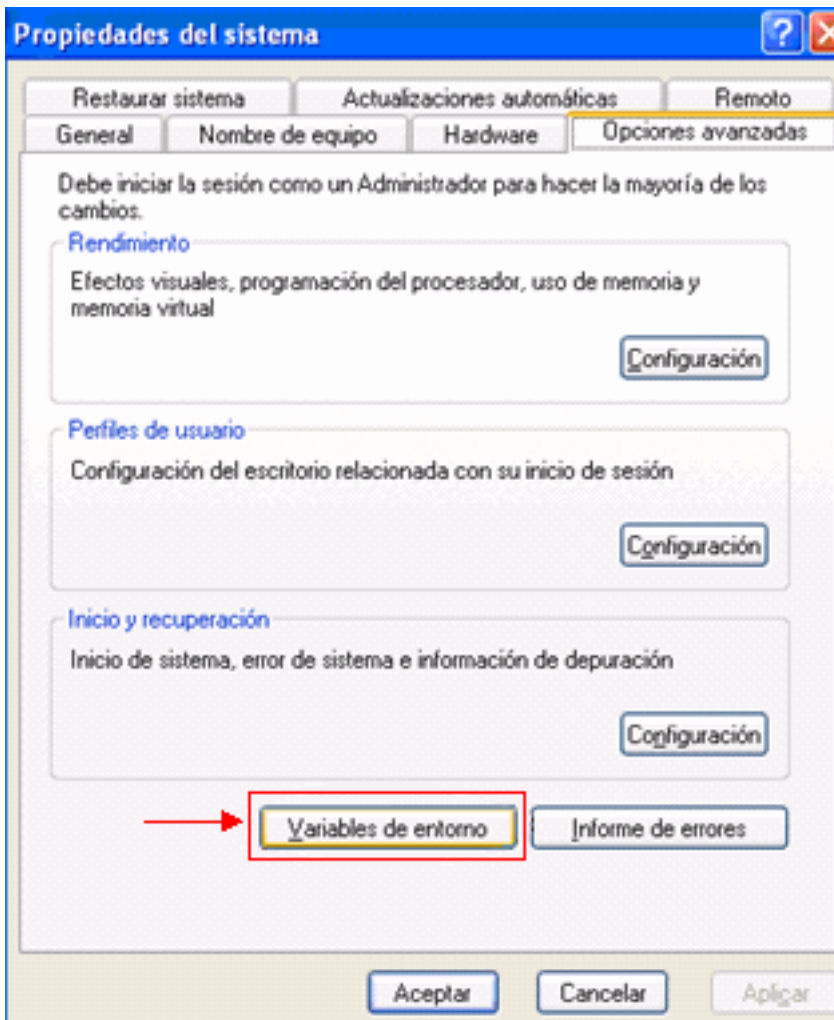 Propiedades del sistema
Restaurar sistema Actualizaciones automáticas Remoto
General Nombre de equipo Hardware Opciones avanzadas
Debe iniciar la sesión como un Administrador para hacer la mayoría de los
cambios.
Rendimiento
Efectos visuales, programación del procesador, uso de memoria y
memoria virtual
Configuración
Perfiles de usuario
Configuración del escritorio relacionada con su inicio de sesión
Configuración
Inicio y recuperación
Inicio de sistema, error de sistema e información de depuración
Configuración
Variables de entorno Informe de errores
Aceptar Cancelar Aplicar